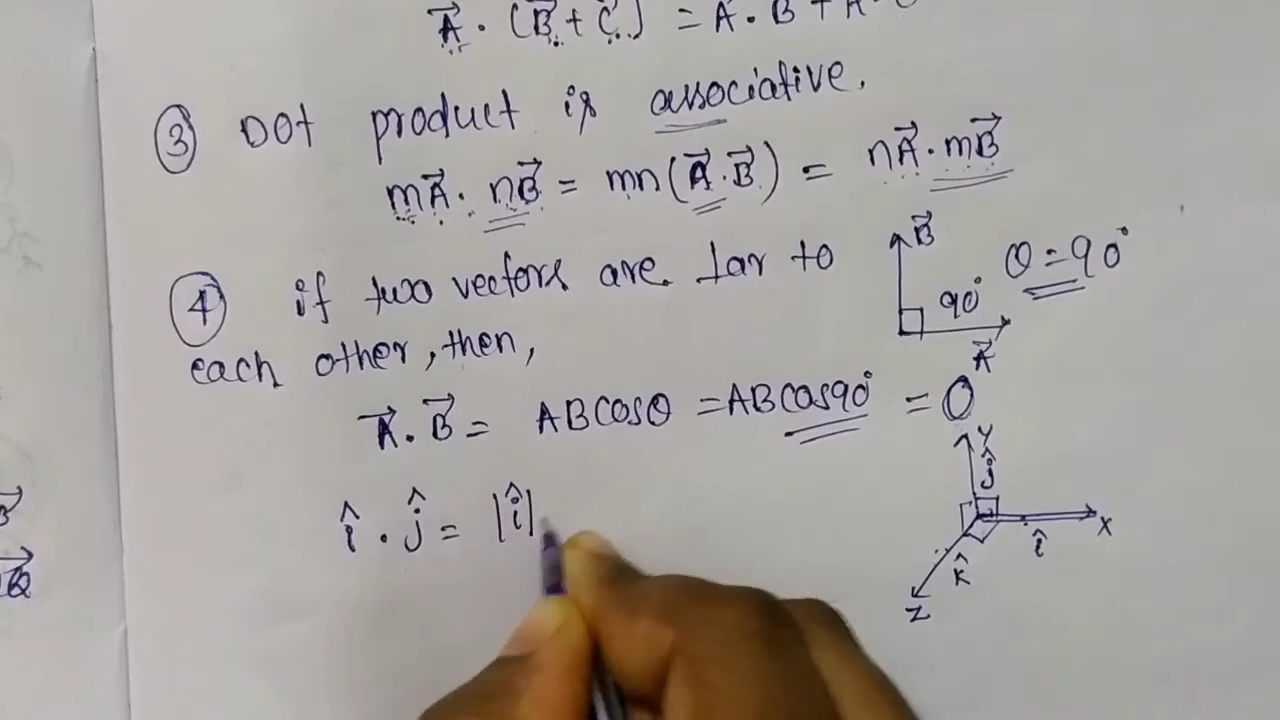 A⃗ · (B⃗ + C⃗) = A · B + A ·
③ DOt product is associative.
mA⃗ · nB⃗ = mn(A⃗ · B⃗) = nA⃗ · mB⃗
④ if two vectors are lar to
each other, then,
B⃗
90°
θ = 90°
A⃗
A⃗ · B⃗ = ABCosθ = ABCos90° = 0
î · ĵ = |î|
Y
ĵ
X
î
k̂
Z
B⃗
Q⃗